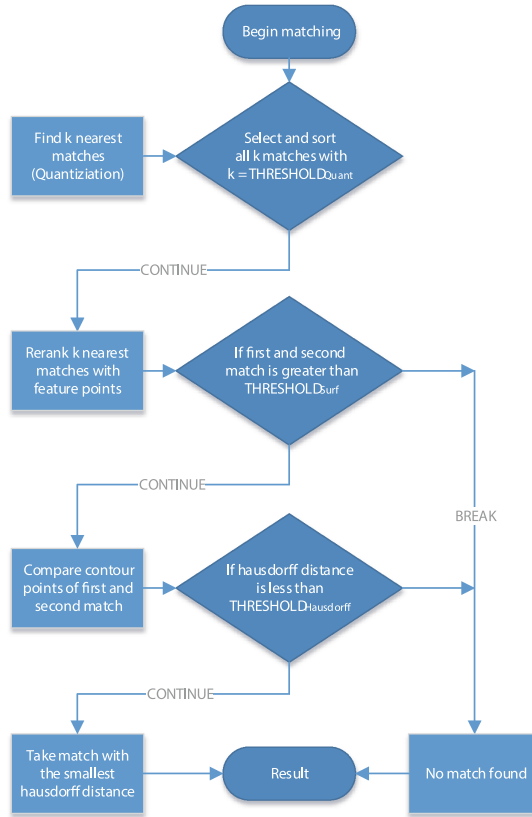 Begin matching
Find k nearest
matches
(Quantiziation)
Select and sort
all k matches with
k = THRESHOLDQuant
CONTINUE
Rerank k nearest
matches with
feature points
If first and second
match is greater than
THRESHOLDSurf
CONTINUE
BREAK
Compare contour
points of first and
second match
If hausdorff distance
is less than
THRESHOLDHausdorff
CONTINUE
Take match with
the smallest
hausdorff distance
Result
No match found